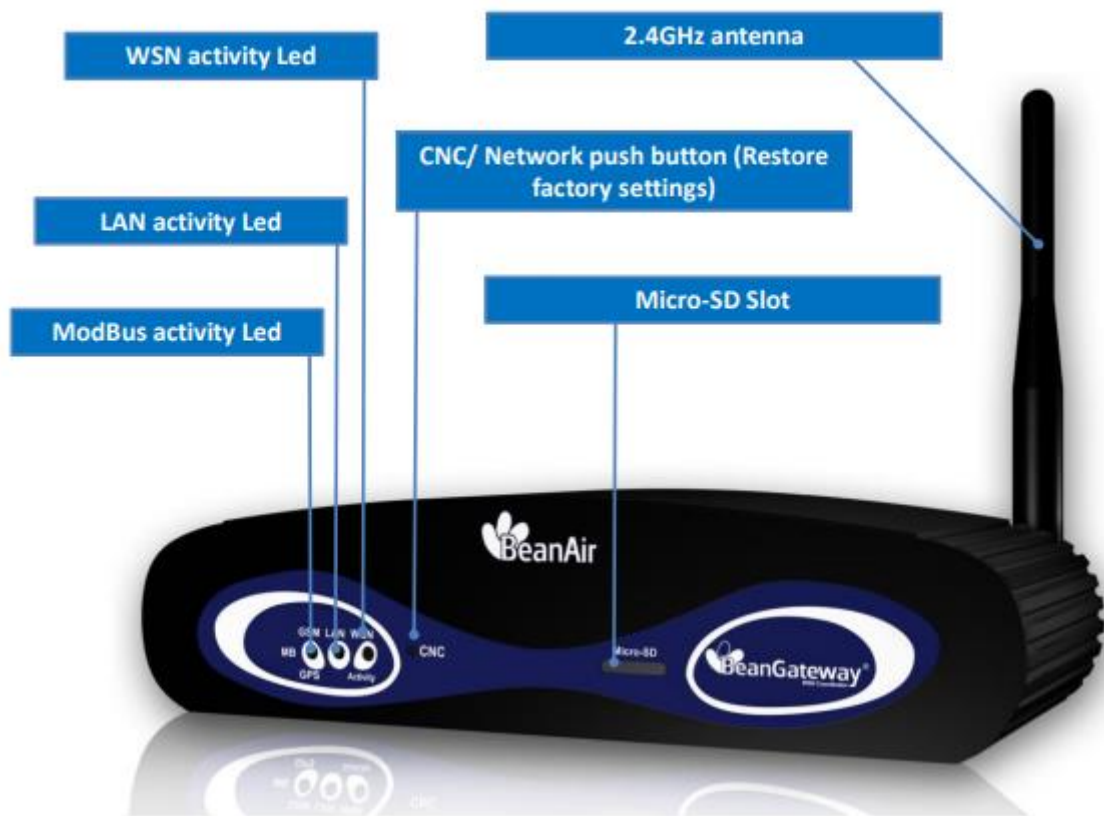 WSN activity Led
2.4GHz antenna
CNC/ Network push button (Restore
factory settings)
LAN activity Led
Micro-SD Slot
ModBus activity Led
BeanAir
GSM LAN WSN
MB
CNC
GPS
Activity
Micro-SD
BeanGateway®